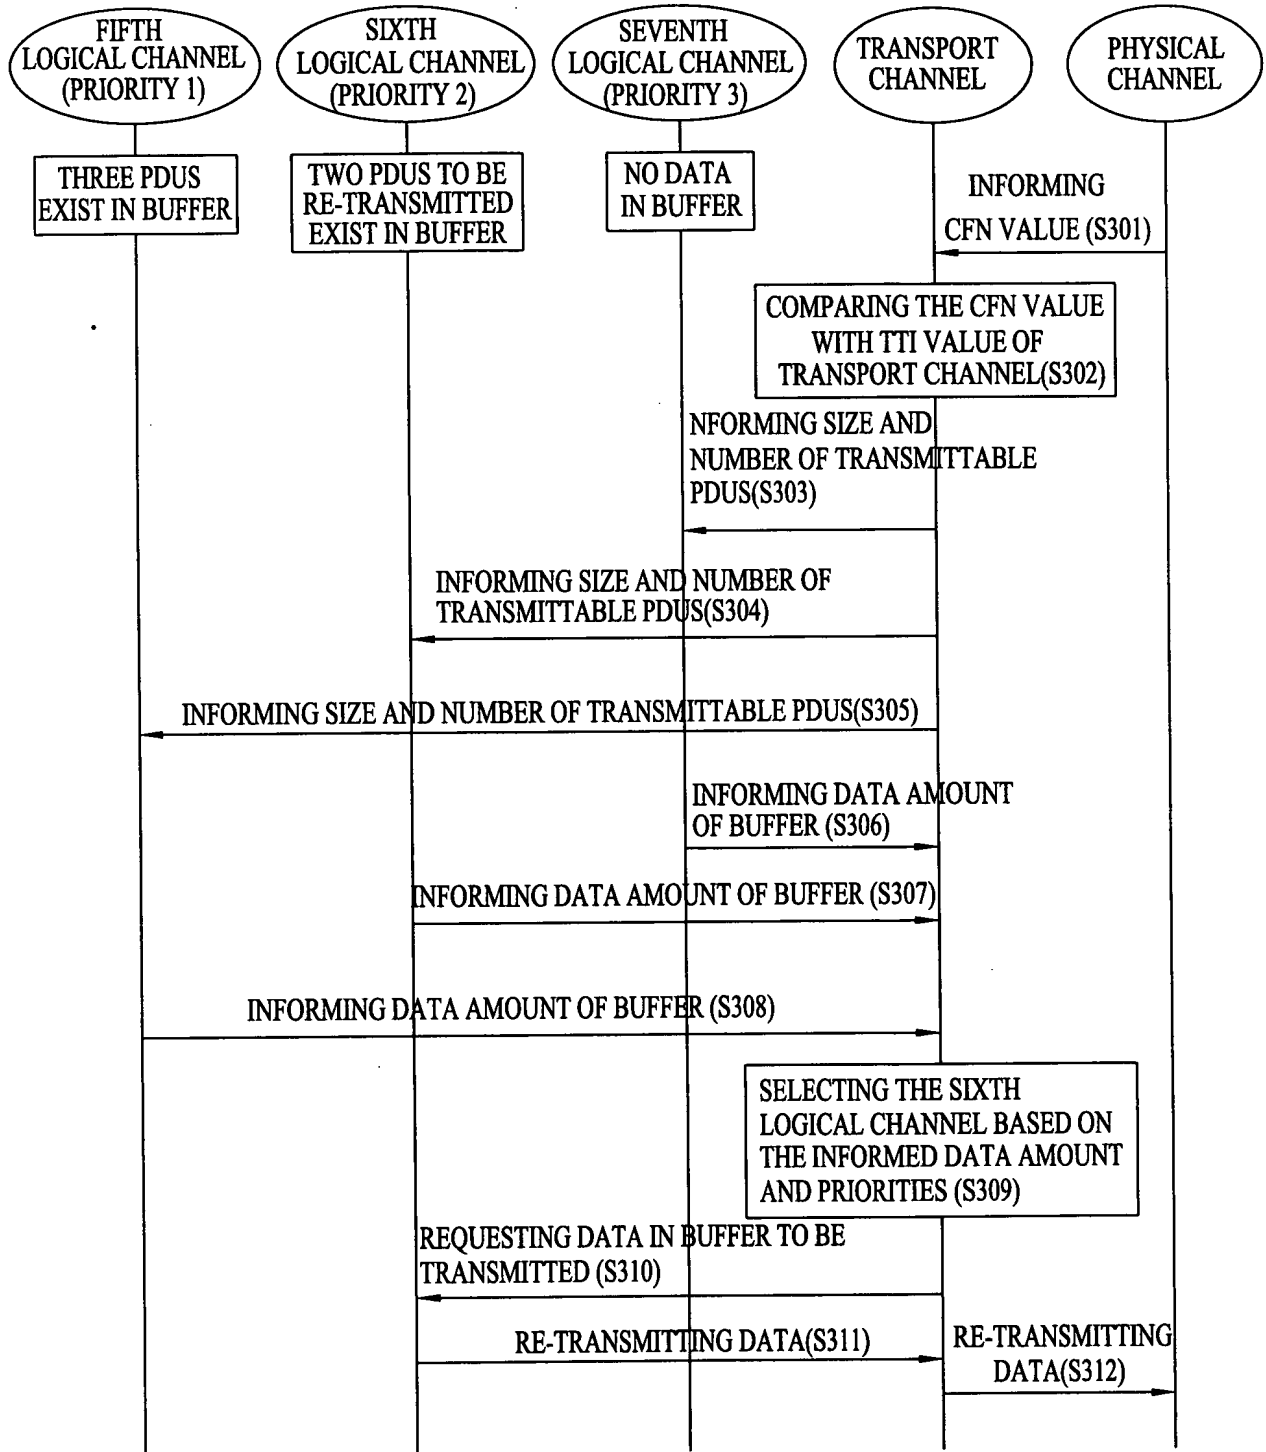 FIFTH
LOGICAL CHANNEL
(PRIORITY 1)
SIXTH
LOGICAL CHANNEL
(PRIORITY 2)
SEVENTH
LOGICAL CHANNEL
(PRIORITY 3)
TRANSPORT
CHANNEL
PHYSICAL
CHANNEL
THREE PDUS
EXIST IN BUFFER
TWO PDUS TO BE
RE-TRANSMITTED
EXIST IN BUFFER
NO DATA
IN BUFFER
INFORMING
CFN VALUE (S301)
COMPARING THE CFN VALUE
WITH TTI VALUE OF
TRANSPORT CHANNEL(S302)
NFORMING SIZE AND
NUMBER OF TRANSMITTABLE
PDUS(S303)
INFORMING SIZE AND NUMBER OF
TRANSMITTABLE PDUS(S304)
INFORMING SIZE AND NUMBER OF TRANSMITTABLE PDUS(S305)
INFORMING DATA AMOUNT
OF BUFFER (S306)
INFORMING DATA AMOUNT OF BUFFER (S307)
INFORMING DATA AMOUNT OF BUFFER (S308)
SELECTING THE SIXTH
LOGICAL CHANNEL BASED ON
THE INFORMED DATA AMOUNT
AND PRIORITIES (S309)
REQUESTING DATA IN BUFFER TO BE
TRANSMITTED (S310)
RE-TRANSMITTING DATA(S311)
RE-TRANSMITTING
DATA(S312)